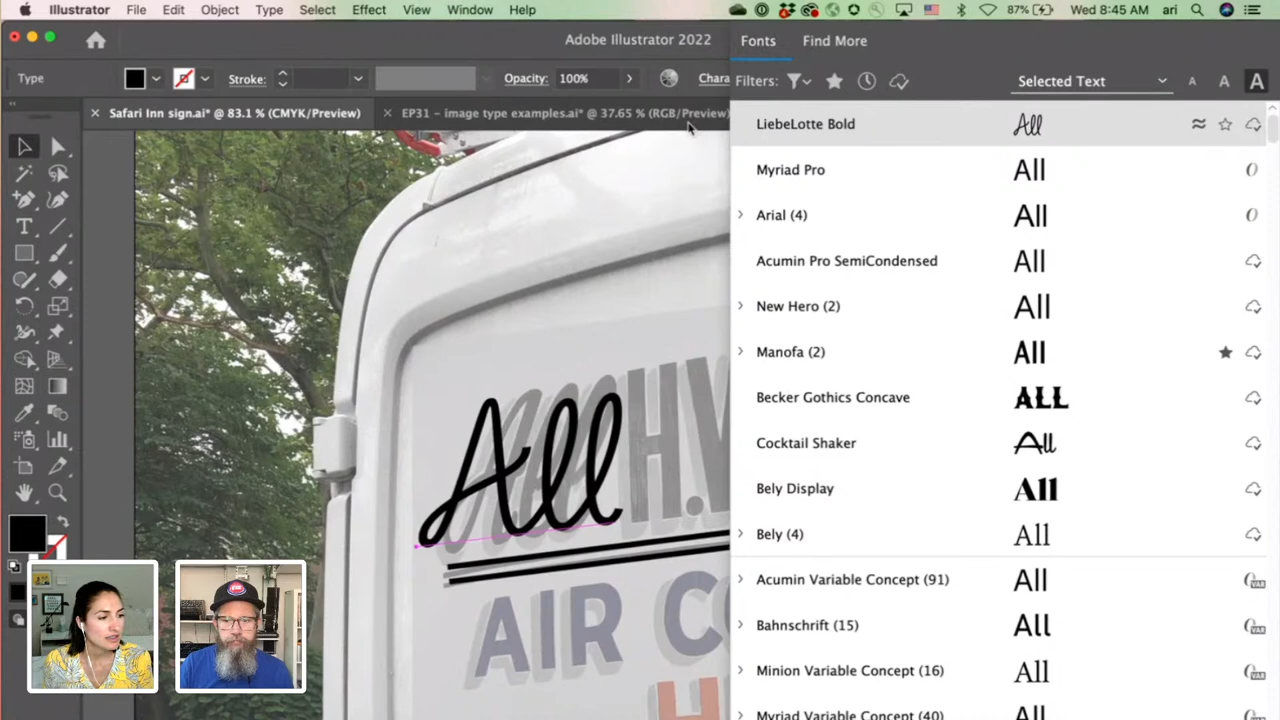 Illustrator File Edit Object Type Select Effect View Window Help 87% Wed 8:45 AM ari
Adobe Illustrator 2022
Type Stroke: Opacity: 100% Chara
× Safari Inn sign.ai* @ 83.1 % (CMYK/Preview) × EP31 – image type examples.ai* @ 37.65 % (RGB/Preview)
Fonts Find More
Filters: Selected Text A A A
LiebeLotte Bold All
Myriad Pro All
Arial (4) All
Acumin Pro SemiCondensed All
New Hero (2) All
Manofa (2) All
Becker Gothics Concave ALL
Cocktail Shaker All
Bely Display All
Bely (4) All
Acumin Variable Concept (91) All
Bahnschrift (15) All
Minion Variable Concept (16) All
Myriad Variable Concept (40) All
All H.V
AIR CO
H